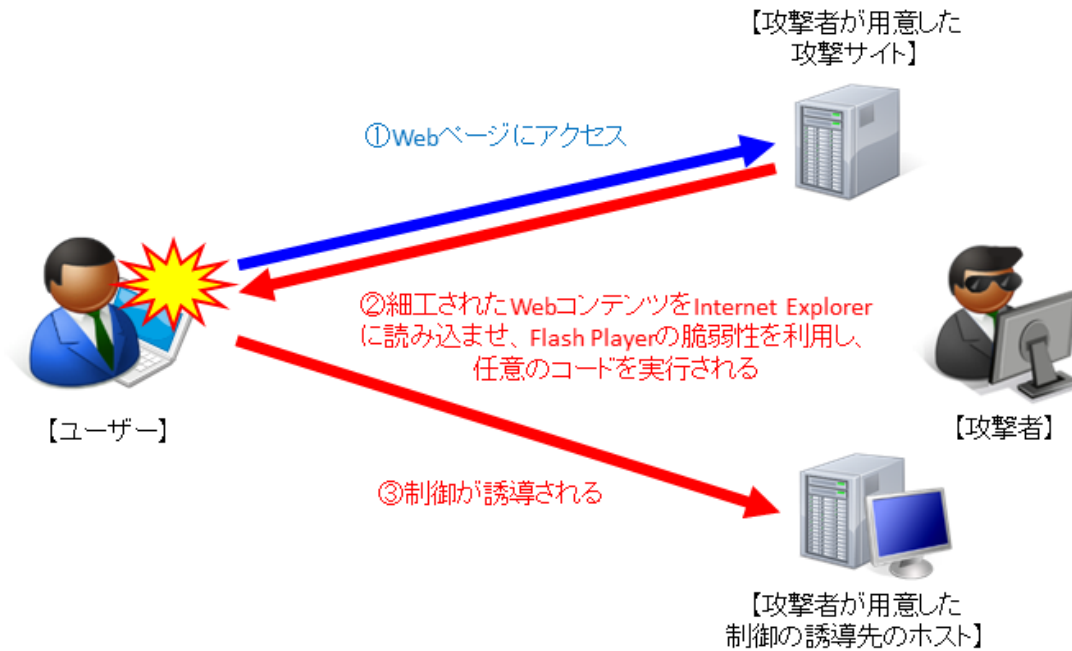 【攻撃者が用意した
攻撃サイト】
①Webページにアクセス
②細工されたWebコンテンツをInternet Explorer
に読み込ませ、Flash Playerの脆弱性を利用し、
任意のコードを実行される
【ユーザー】
【攻撃者】
③制御が誘導される
【攻撃者が用意した
制御の誘導先のホスト】